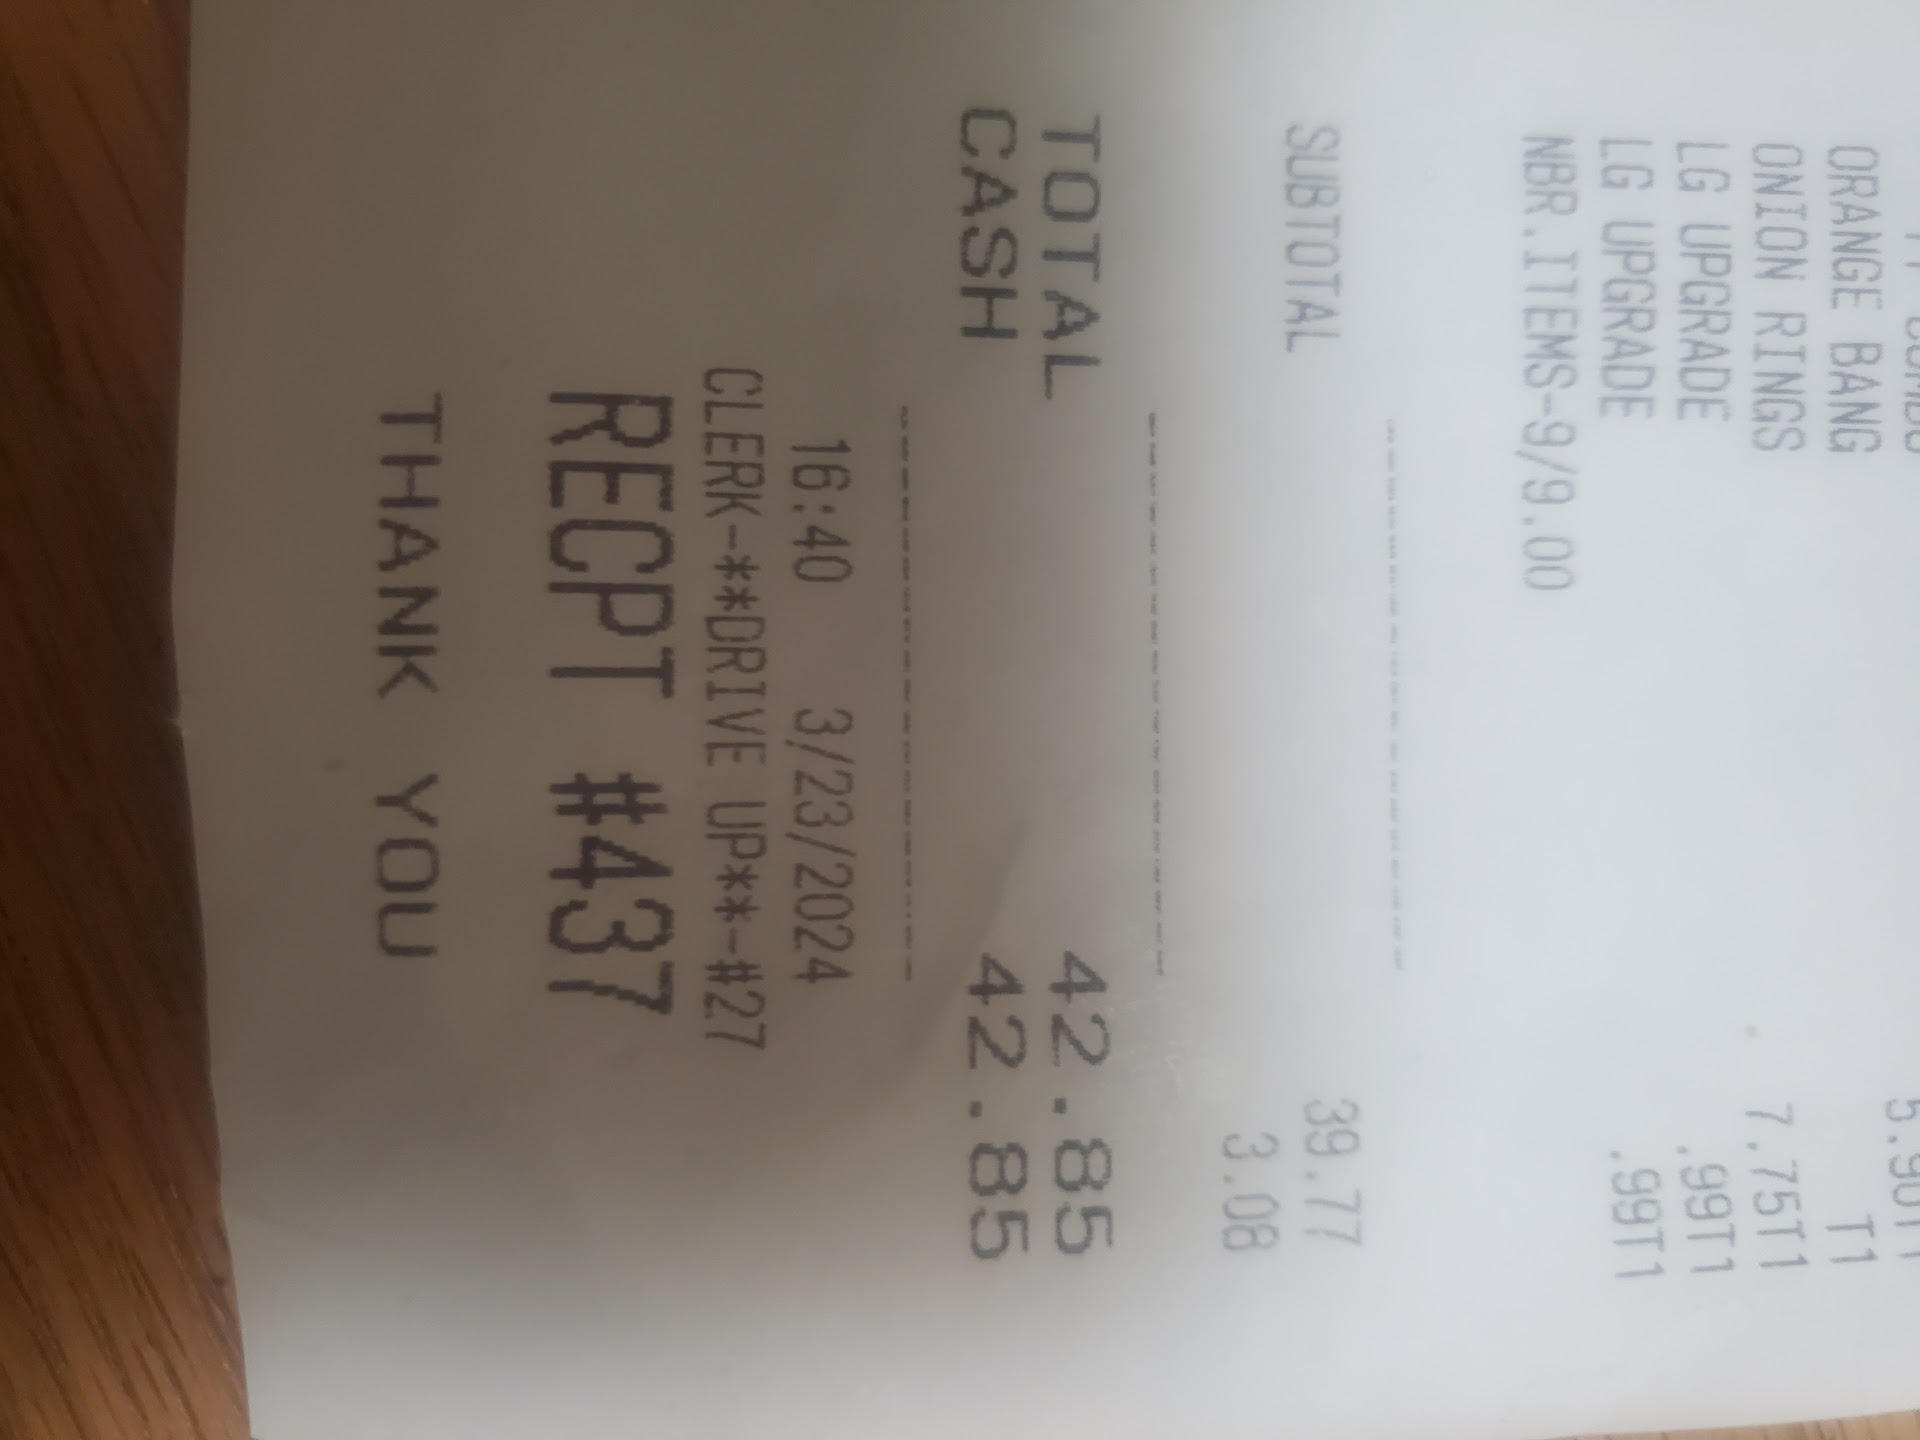 ORANGE BANG T1
ONION RINGS 7.75T1
LG UPGRADE .99T1
LG UPGRADE .99T1
NBR.ITEMS-9/9.00
SUBTOTAL 39.77
3.08
TOTAL 42.85
CASH 42.85
16:40 3/23/2024
CLERK-**DRIVE UP**-#27
RECPT #437
THANK YOU